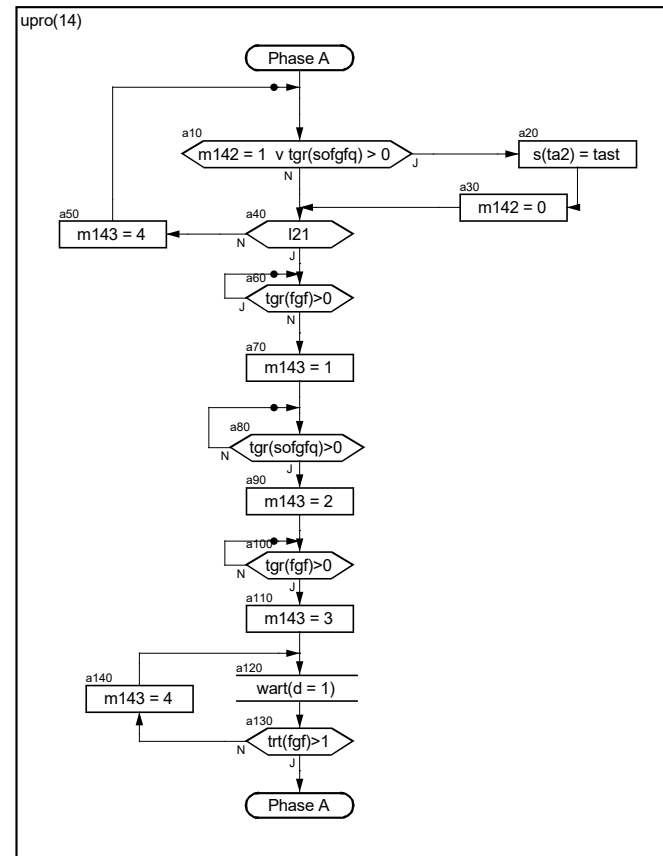 upro(14)
Phase A
a10
m142 = 1 v tgr(sofgfq) > 0
J
N
a20
s(ta2) = tast
a30
m142 = 0
a40
l21
N
J
a50
m143 = 4
a60
tgr(fgf)>0
J
N
a70
m143 = 1
a80
tgr(sofgfq)>0
N
J
a90
m143 = 2
a100
tgr(fgf)>0
N
J
a110
m143 = 3
a120
wart(d = 1)
a140
m143 = 4
a130
trt(fgf)>1
N
J
Phase A